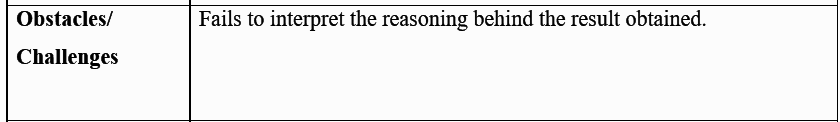 Obstacles/ Fails to interpret the reasoning behind the result obtained.
Challenges